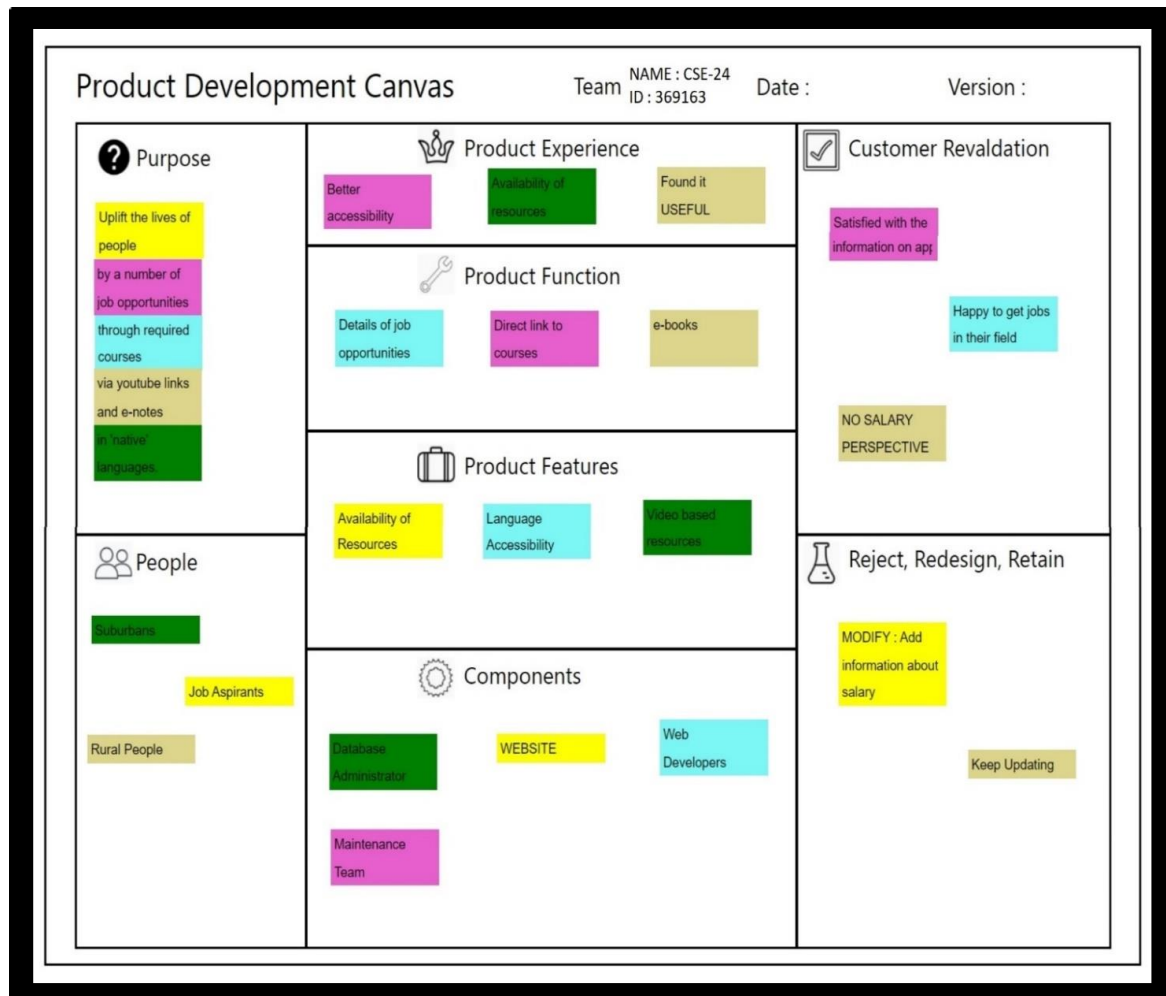 Product Development Canvas
Team
NAME : CSE-24
ID : 369163
Date :
Version :
Purpose
Uplift the lives of
people
by a number of
job opportunities
through required
courses
via youtube links
and e-notes
in 'native'
languages.
People
Suburbans
Job Aspirants
Rural People
Product Experience
Better
accessibility
Availability of
resources
Found it
USEFUL
Product Function
Details of job
opportunities
Direct link to
courses
e-books
Product Features
Availability of
Resources
Language
Accessibility
Video based
resources
Components
Database
Administrator
WEBSITE
Web
Developers
Maintenance
Team
Customer Revaldation
Satisfied with the
information on app
Happy to get jobs
in their field
NO SALARY
PERSPECTIVE
Reject, Redesign, Retain
MODIFY : Add
information about
salary
Keep Updating